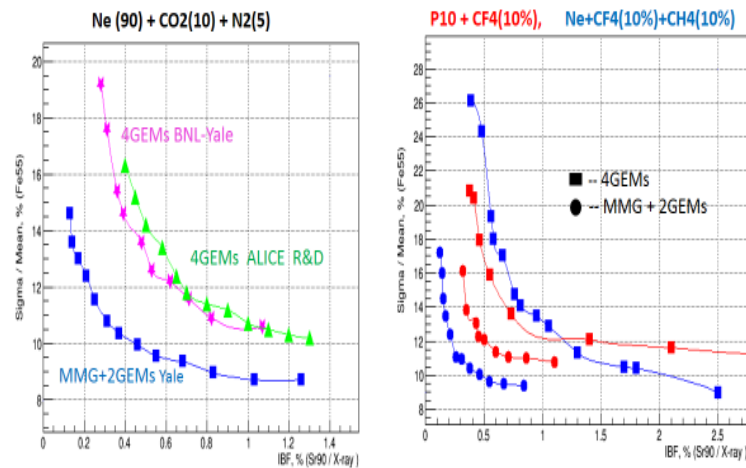 Ne (90) + CO2(10) + N2(5)
Sigma / Mean, % (Fe55)
20
18
16
14
12
10
8
4GEMs BNL-Yale
4GEMs ALICE R&D
MMG+2GEMs Yale
0 0.2 0.4 0.6 0.8 1 1.2 1.4
IBF, % (Sr90 / X-ray )
P10 + CF4(10%), Ne+CF4(10%)+CH4(10%)
Sigma / Mean, % (Fe55)
28
26
24
22
20
18
16
14
12
10
8
-- 4GEMs
-- MMG + 2GEMs
0 0.5 1 1.5 2 2.5
IBF, % (Sr90 / X-ray )